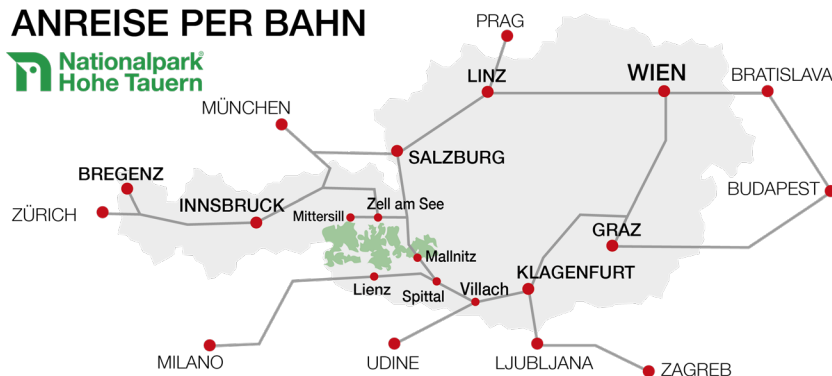 ANREISE PER BAHN
Nationalpark®
Hohe Tauern
PRAG
LINZ
WIEN
BRATISLAVA
MÜNCHEN
SALZBURG
BREGENZ
ZÜRICH
INNSBRUCK
Zell am See
Mittersill
BUDAPEST
GRAZ
Mallnitz
KLAGENFURT
Lienz
Spittal
Villach
MILANO
UDINE
LJUBLJANA
ZAGREB